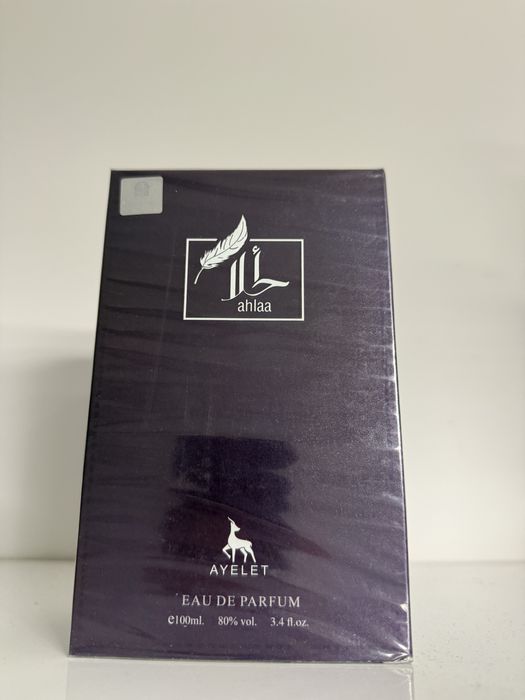 أحلا
ahlaa
AYELET
EAU DE PARFUM
℮100ml. 80% vol. 3.4 fl.oz.